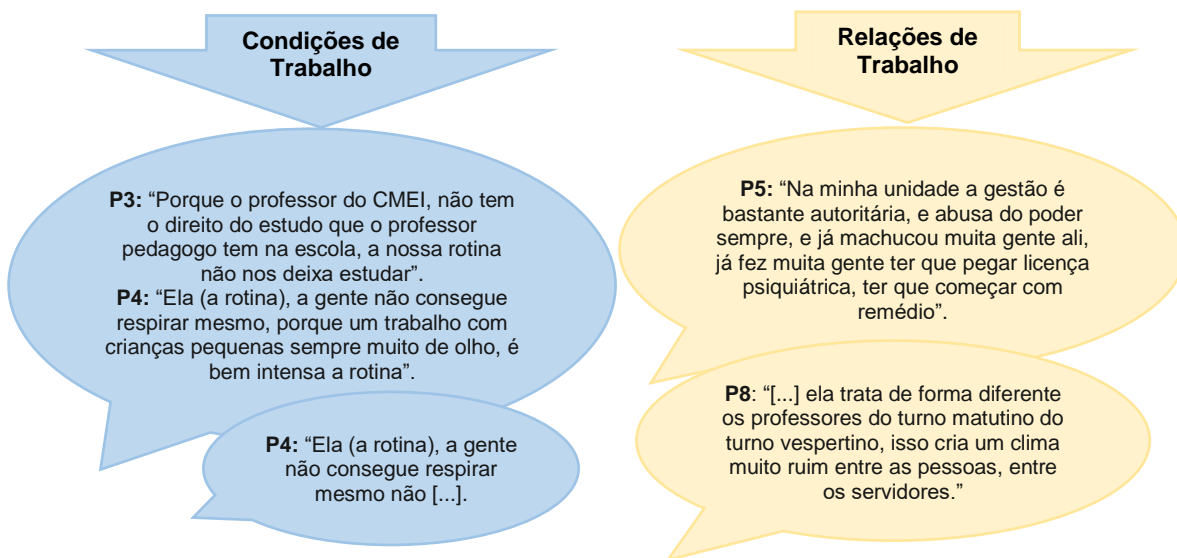 Condições de
Trabalho
P3: “Porque o professor do CMEI, não tem
o direito do estudo que o professor
pedagogo tem na escola, a nossa rotina
não nos deixa estudar”.
P4: “Ela (a rotina), a gente não consegue
respirar mesmo, porque um trabalho com
crianças pequenas sempre muito de olho, é
bem intensa a rotina”.
P4: “Ela (a rotina), a gente
não consegue respirar
mesmo não [...].
Relações de
Trabalho
P5: “Na minha unidade a gestão é
bastante autoritária, e abusa do poder
sempre, e já machucou muita gente ali,
já fez muita gente ter que pegar licença
psiquiátrica, ter que começar com
remédio”.
P8: “[...] ela trata de forma diferente
os professores do turno matutino do
turno vespertino, isso cria um clima
muito ruim entre as pessoas, entre
os servidores.”